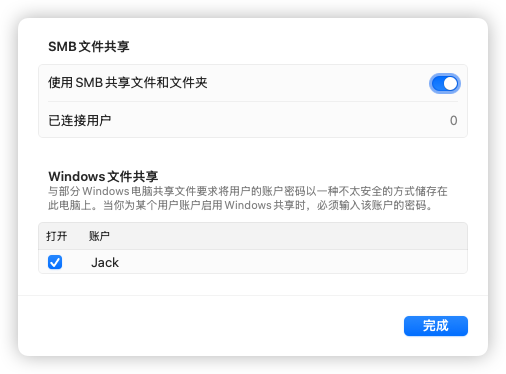 SMB 文件共享
使用 SMB 共享文件和文件夹
已连接用户 0
Windows 文件共享
与部分 Windows 电脑共享文件要求将用户的账户密码以一种不太安全的方式储存在
此电脑上。当你为某个用户账户启用 Windows 共享时，必须输入该账户的密码。
打开 账户
Jack
完成